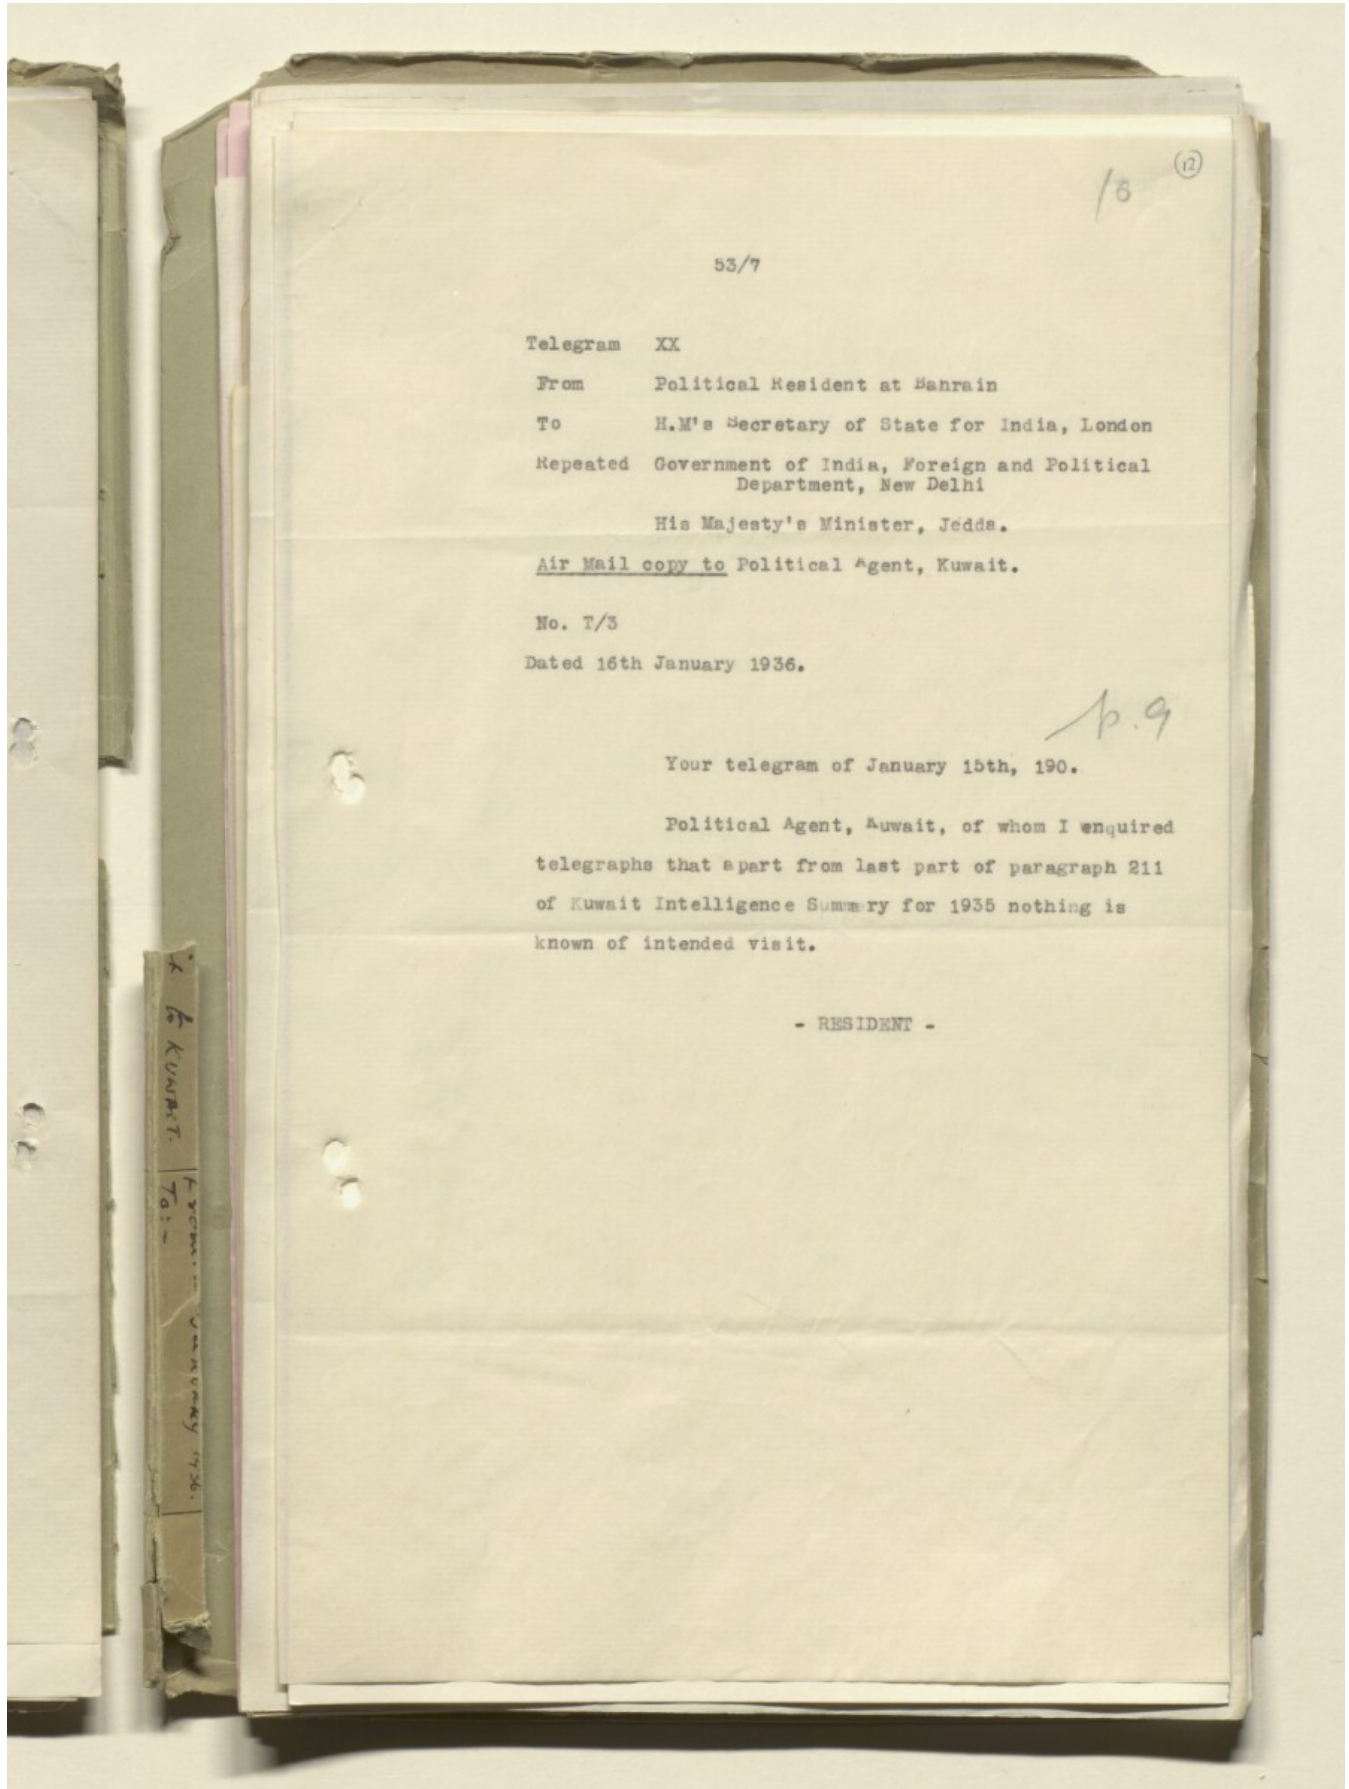 12
16
53/7
Telegram XX
From Political Resident at Bahrain
To H.M's Secretary of State for India, London
Repeated Government of India, Foreign and Political
Department, New Delhi
His Majesty's Minister, Jedda.
Air Mail copy to Political Agent, Kuwait.
No. T/3
Dated 16th January 1936.
p. 9
Your telegram of January 15th, 190.
Political Agent, Kuwait, of whom I enquired
telegraphs that apart from last part of paragraph 211
of Kuwait Intelligence Summary for 1935 nothing is
known of intended visit.
- RESIDENT -
to KUWAIT.
From:- January 1936.
To:-